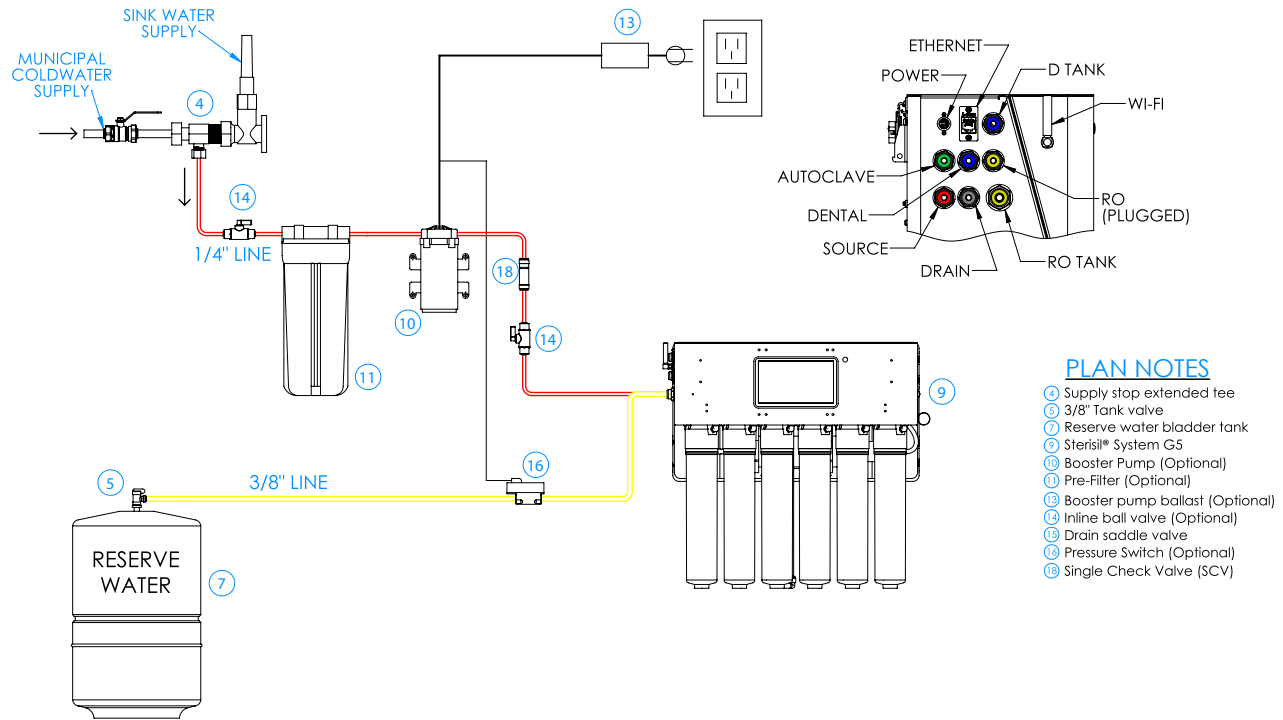 SINK WATER
SUPPLY
MUNICIPAL
COLDWATER
SUPPLY
4
13
14
1/4" LINE
11
10
18
14
9
16
3/8" LINE
5
RESERVE
WATER
7
ETHERNET
POWER
D TANK
WI-FI
AUTOCLAVE
DENTAL
SOURCE
DRAIN
RO
(PLUGGED)
RO TANK
PLAN NOTES
4 Supply stop extended tee
5 3/8" Tank valve
7 Reserve water bladder tank
9 Sterisil® System G5
10 Booster Pump (Optional)
11 Pre-Filter (Optional)
13 Booster pump ballast (Optional)
14 Inline ball valve (Optional)
15 Drain saddle valve
16 Pressure Switch (Optional)
18 Single Check Valve (SCV)